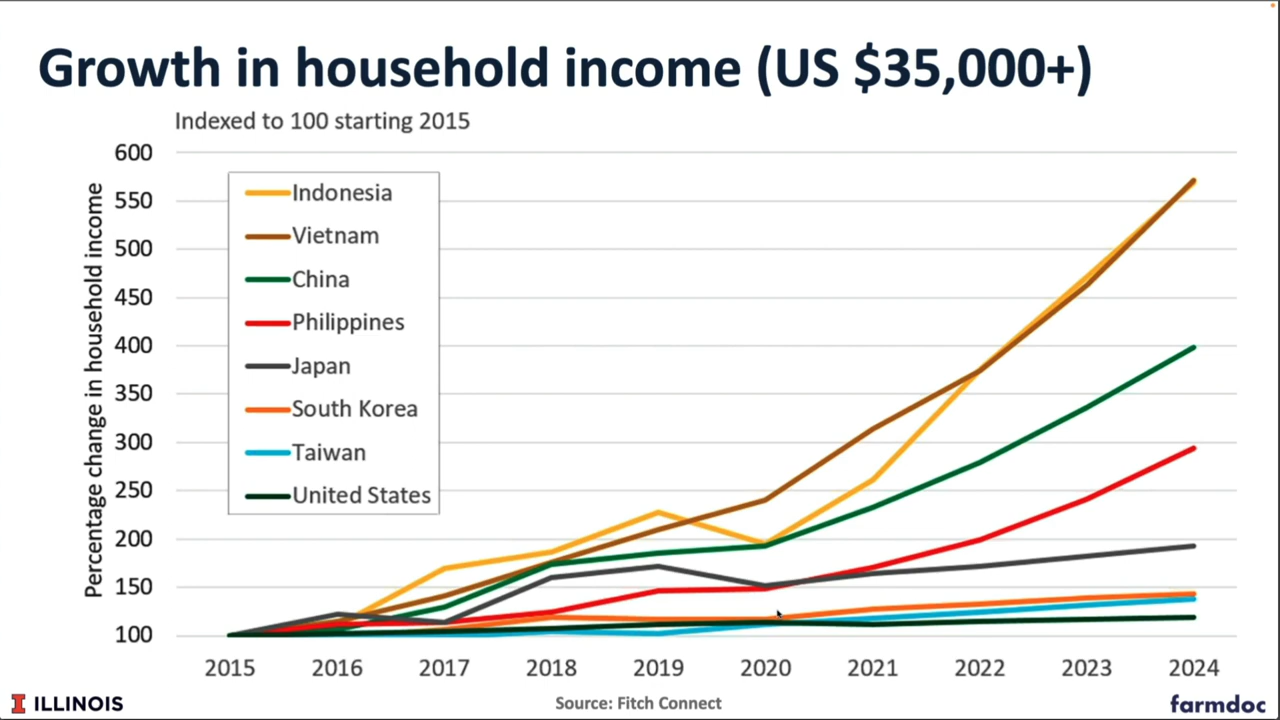 Growth in household income (US $35,000+)
Indexed to 100 starting 2015
Percentage change in household income
600
550
500
450
400
350
300
250
200
150
100
Indonesia
Vietnam
China
Philippines
Japan
South Korea
Taiwan
United States
2015 2016 2017 2018 2019 2020 2021 2022 2023 2024
I ILLINOIS
Source: Fitch Connect
farmdoc